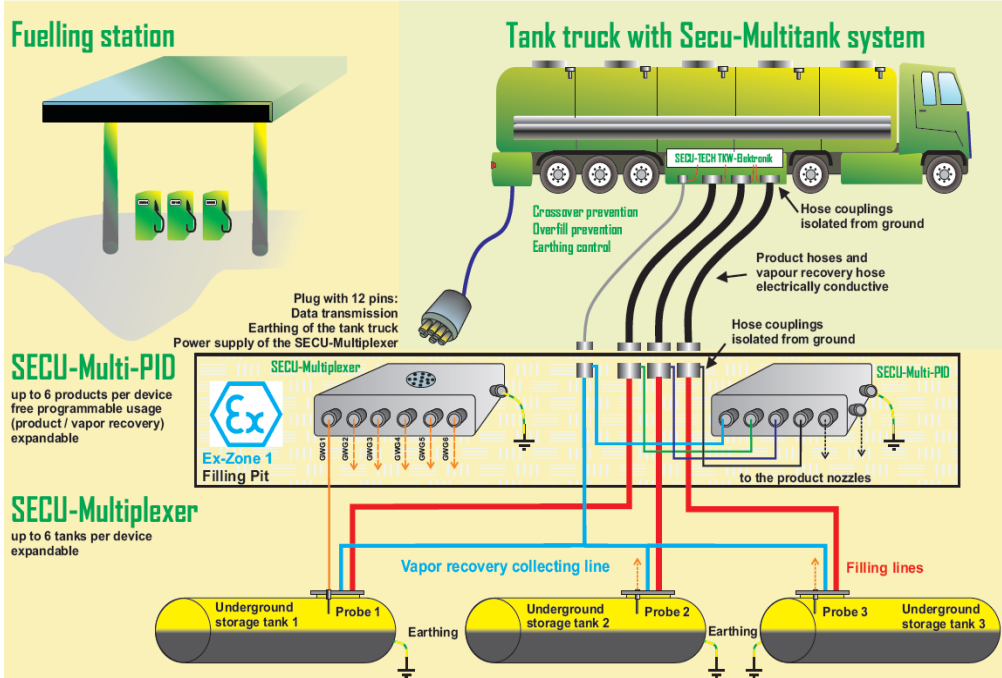 Fuelling station
Tank truck with Secu-Multitank system
SECU-TECH TKW-Elektronik
Crossover prevention
Overfill prevention
Earthing control
Hose couplings
isolated from ground
Product hoses and
vapour recovery hose
electrically conductive
Plug with 12 pins:
Data transmission
Earthing of the tank truck
Power supply of the SECU-Multiplexer
Hose couplings
isolated from ground
SECU-Multi-PID
up to 6 products per device
free programmable usage
(product / vapor recovery)
expandable
SECU-Multiplexer
up to 6 tanks per device
expandable
Ex
Ex-Zone 1
Filling Pit
SECU-Multiplexer
GWG1
GWG2
GWG3
GWG4
GWG5
GWG6
SECU-Multi-PID
to the product nozzles
Vapor recovery collecting line
Filling lines
Underground
storage tank 1
Probe 1
Earthing
Underground
storage tank 2
Probe 2
Earthing
Probe 3
Underground
storage tank 3